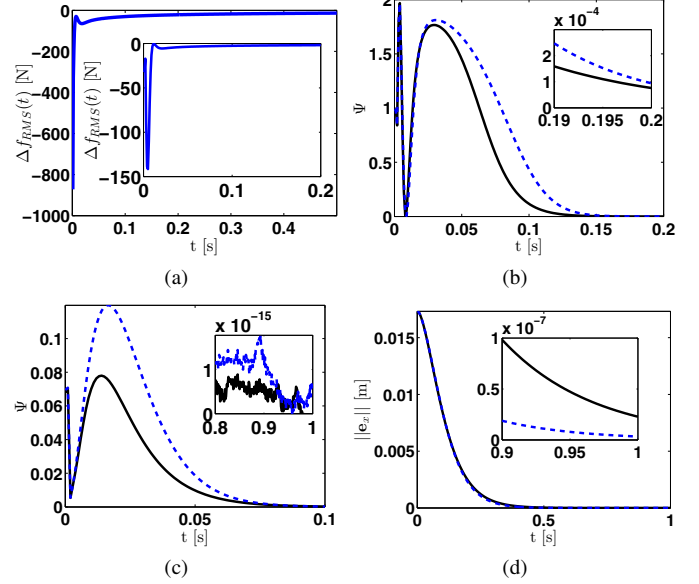 0
−200
−400
−600
−800
−1000
Δf_{RMS}(t) [N]
0
−50
−100
−150
Δf_{RMS}(t) [N]
0 0.1 0.2
0 0.1 0.2 0.3 0.4
t [s]
(a)
2
1.5
1
0.5
0
Ψ
x 10^{-4}
3
2
1
0
0.19 0.195 0.2
0 0.05 0.1 0.15 0.2
t [s]
(b)
0.1
0.08
0.06
0.04
0.02
0
Ψ
x 10^{-15}
1
0
0.8 0.9 1
0 0.05 0.1
t [s]
(c)
0.015
0.01
0.005
0
||e_x|| [m]
x 10^{-7}
1
0.5
0
0.9 0.95 1
0 0.5 1
t [s]
(d)